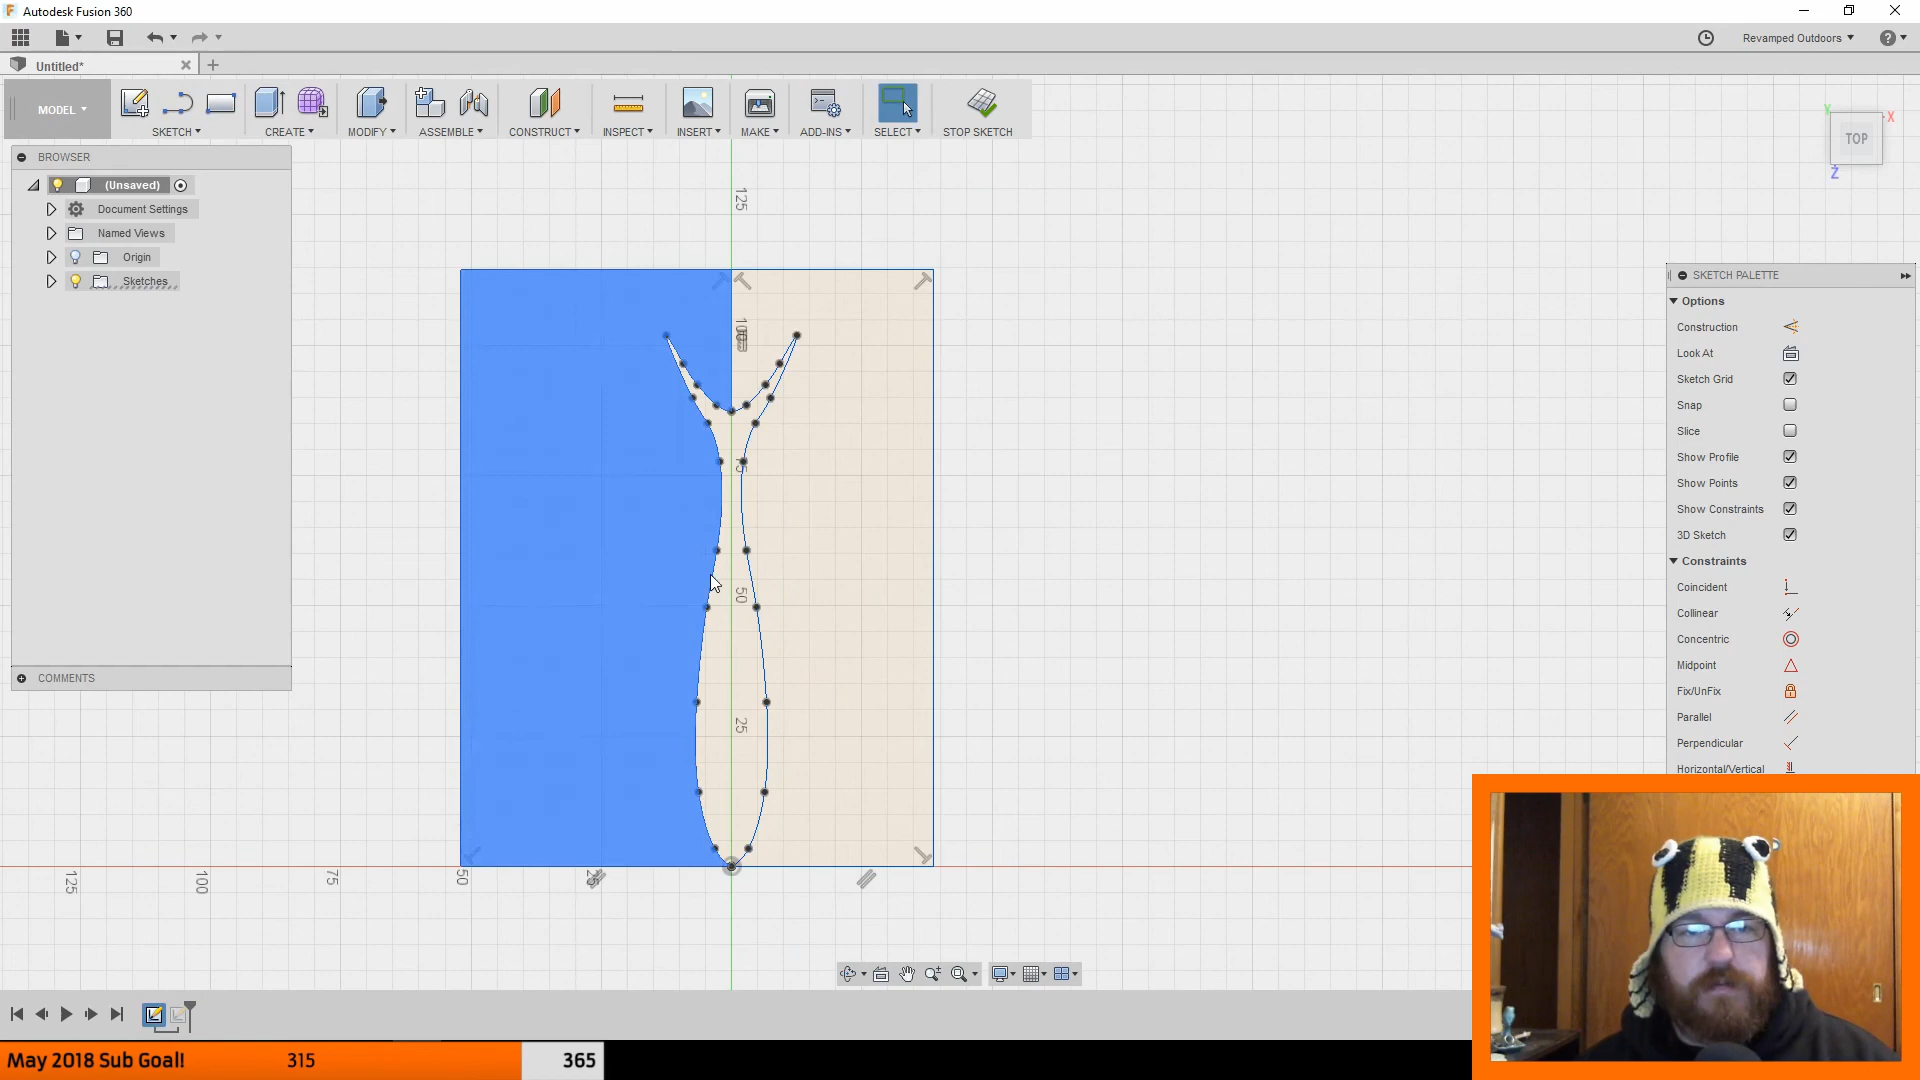 Autodesk Fusion 360
Revamped Outdoors
Untitled*
MODEL
SKETCH
CREATE
MODIFY
ASSEMBLE
CONSTRUCT
INSPECT
INSERT
MAKE
ADD-INS
SELECT
STOP SKETCH
TOP
X
Y
Z
BROWSER
(Unsaved)
Document Settings
Named Views
Origin
Sketches
COMMENTS
125
75
50
25
125
100
75
50
SKETCH PALETTE
Options
Construction
Look At
Sketch Grid
Snap
Slice
Show Profile
Show Points
Show Constraints
3D Sketch
Constraints
Coincident
Collinear
Concentric
Midpoint
Fix/UnFix
Parallel
Perpendicular
Horizontal/Vertical
May 2018 Sub Goal! 315 365